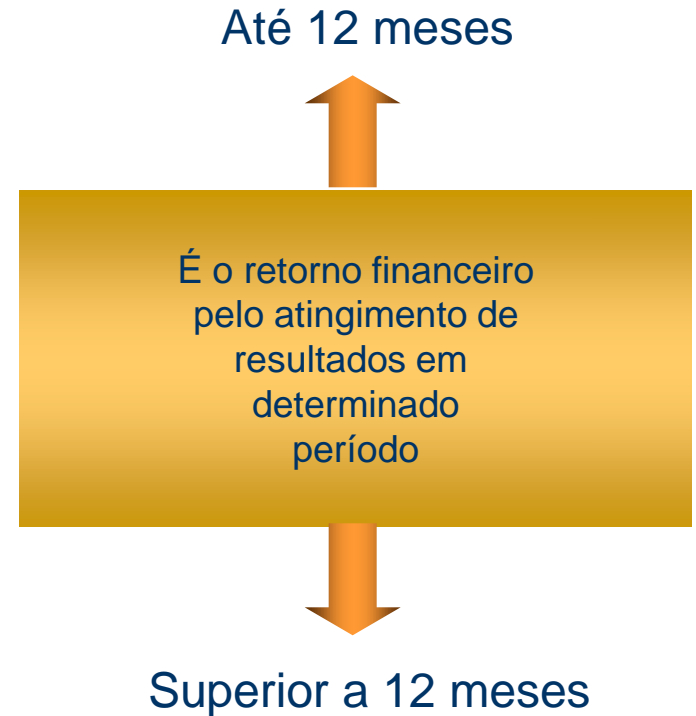 Até 12 meses
É o retorno financeiro
pelo atingimento de
resultados em
determinado
período
Superior a 12 meses